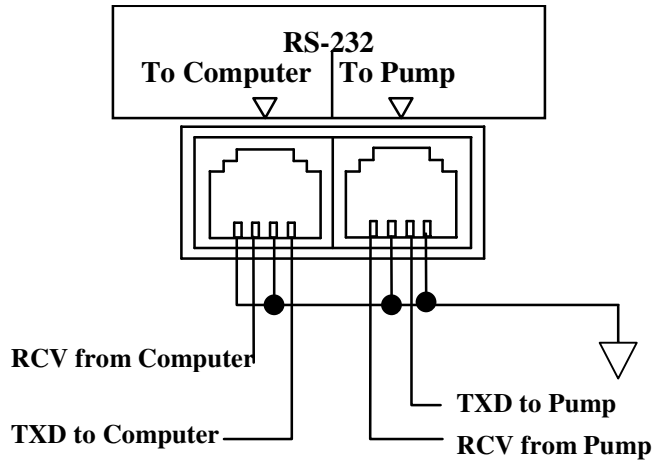 RS-232
To Computer To Pump
RCV from Computer
TXD to Pump
TXD to Computer
RCV from Pump